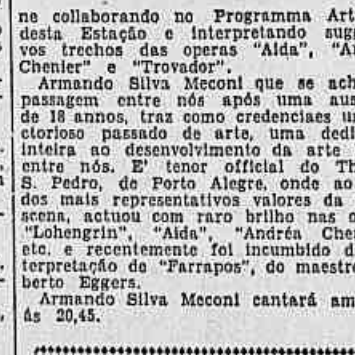 ne collaborando no Programma Art
desta Estação e interpretando sug
vos trechos das operas "Aida", "A
Chenier" e "Trovador".
Armando Silva Meconi que se ach
passagem entre nós após uma aus
de 18 annos, traz como credenciaes u
ctorioso passado de arte, uma dedi
inteira ao desenvolvimento da arte
entre nós. E' tenor official do Th
S. Pedro, de Porto Alegre, onde ao
dos mais representativos valores da
scena, actuou com raro brilho nas o
"Lohengrin", "Aida", "Andréa Che
etc. e recentemente foi incumbido d
terpretação de "Farrapos", do maestr
berto Eggers.
Armando Silva Meconi cantará am
ás 20,45.